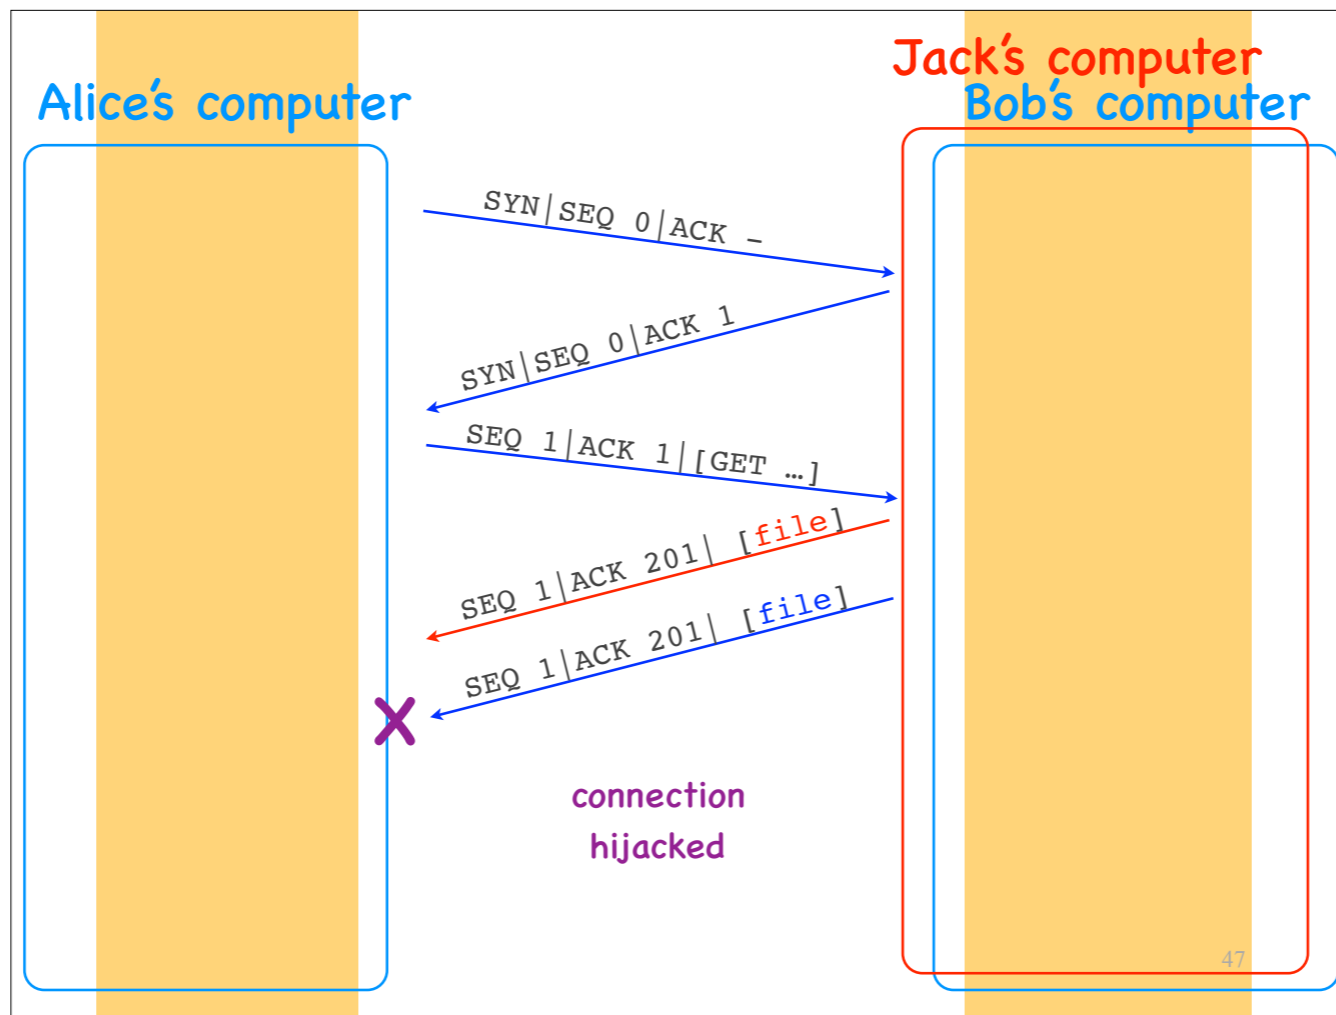 Jack's computer
Alice's computer
Bob's computer
SYN|SEQ 0|ACK –
SYN|SEQ 0|ACK 1
SEQ 1|ACK 1|[GET …]
SEQ 1|ACK 201| [file]
SEQ 1|ACK 201| [file]
connection
hijacked
47